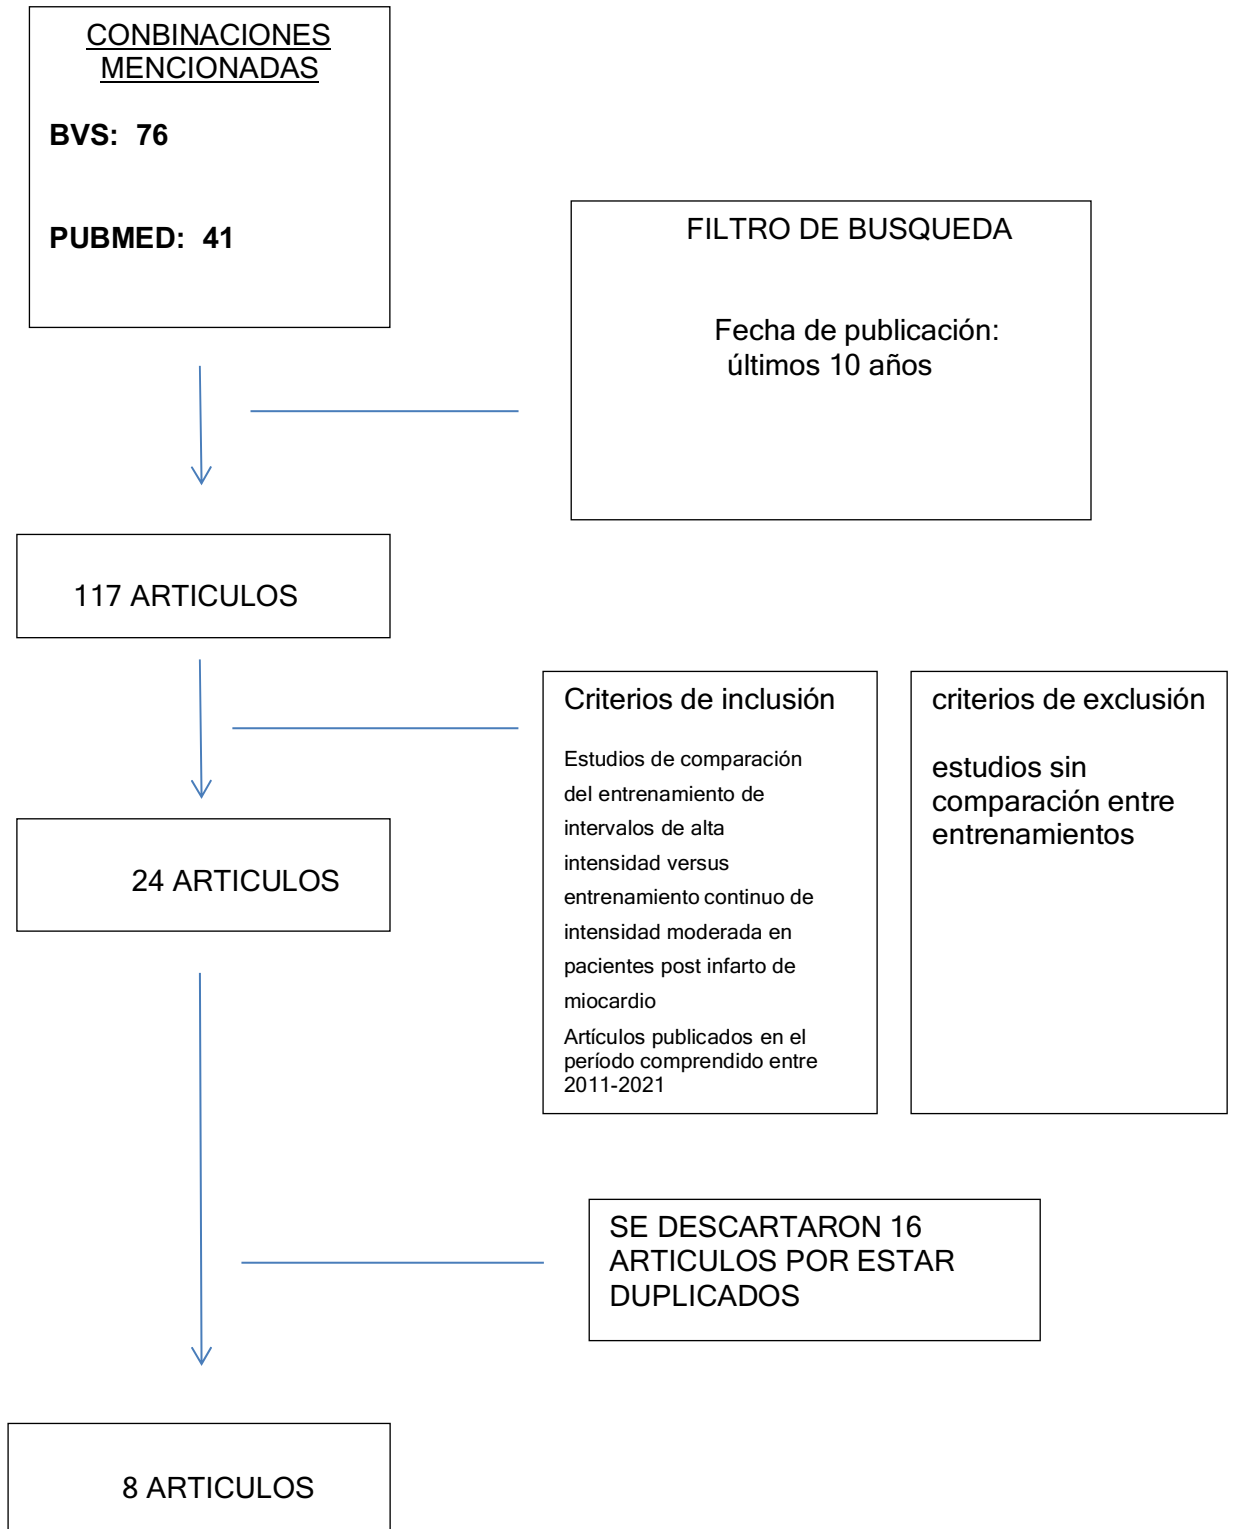 CONBINACIONES
MENCIONADAS
BVS: 76
PUBMED: 41
FILTRO DE BUSQUEDA
Fecha de publicación:
últimos 10 años
117 ARTICULOS
Criterios de inclusión
Estudios de comparación
del entrenamiento de
intervalos de alta
intensidad versus
entrenamiento continuo de
intensidad moderada en
pacientes post infarto de
miocardio
Artículos publicados en el
período comprendido entre
2011-2021
criterios de exclusión
estudios sin
comparación entre
entrenamientos
24 ARTICULOS
SE DESCARTARON 16
ARTICULOS POR ESTAR
DUPLICADOS
8 ARTICULOS